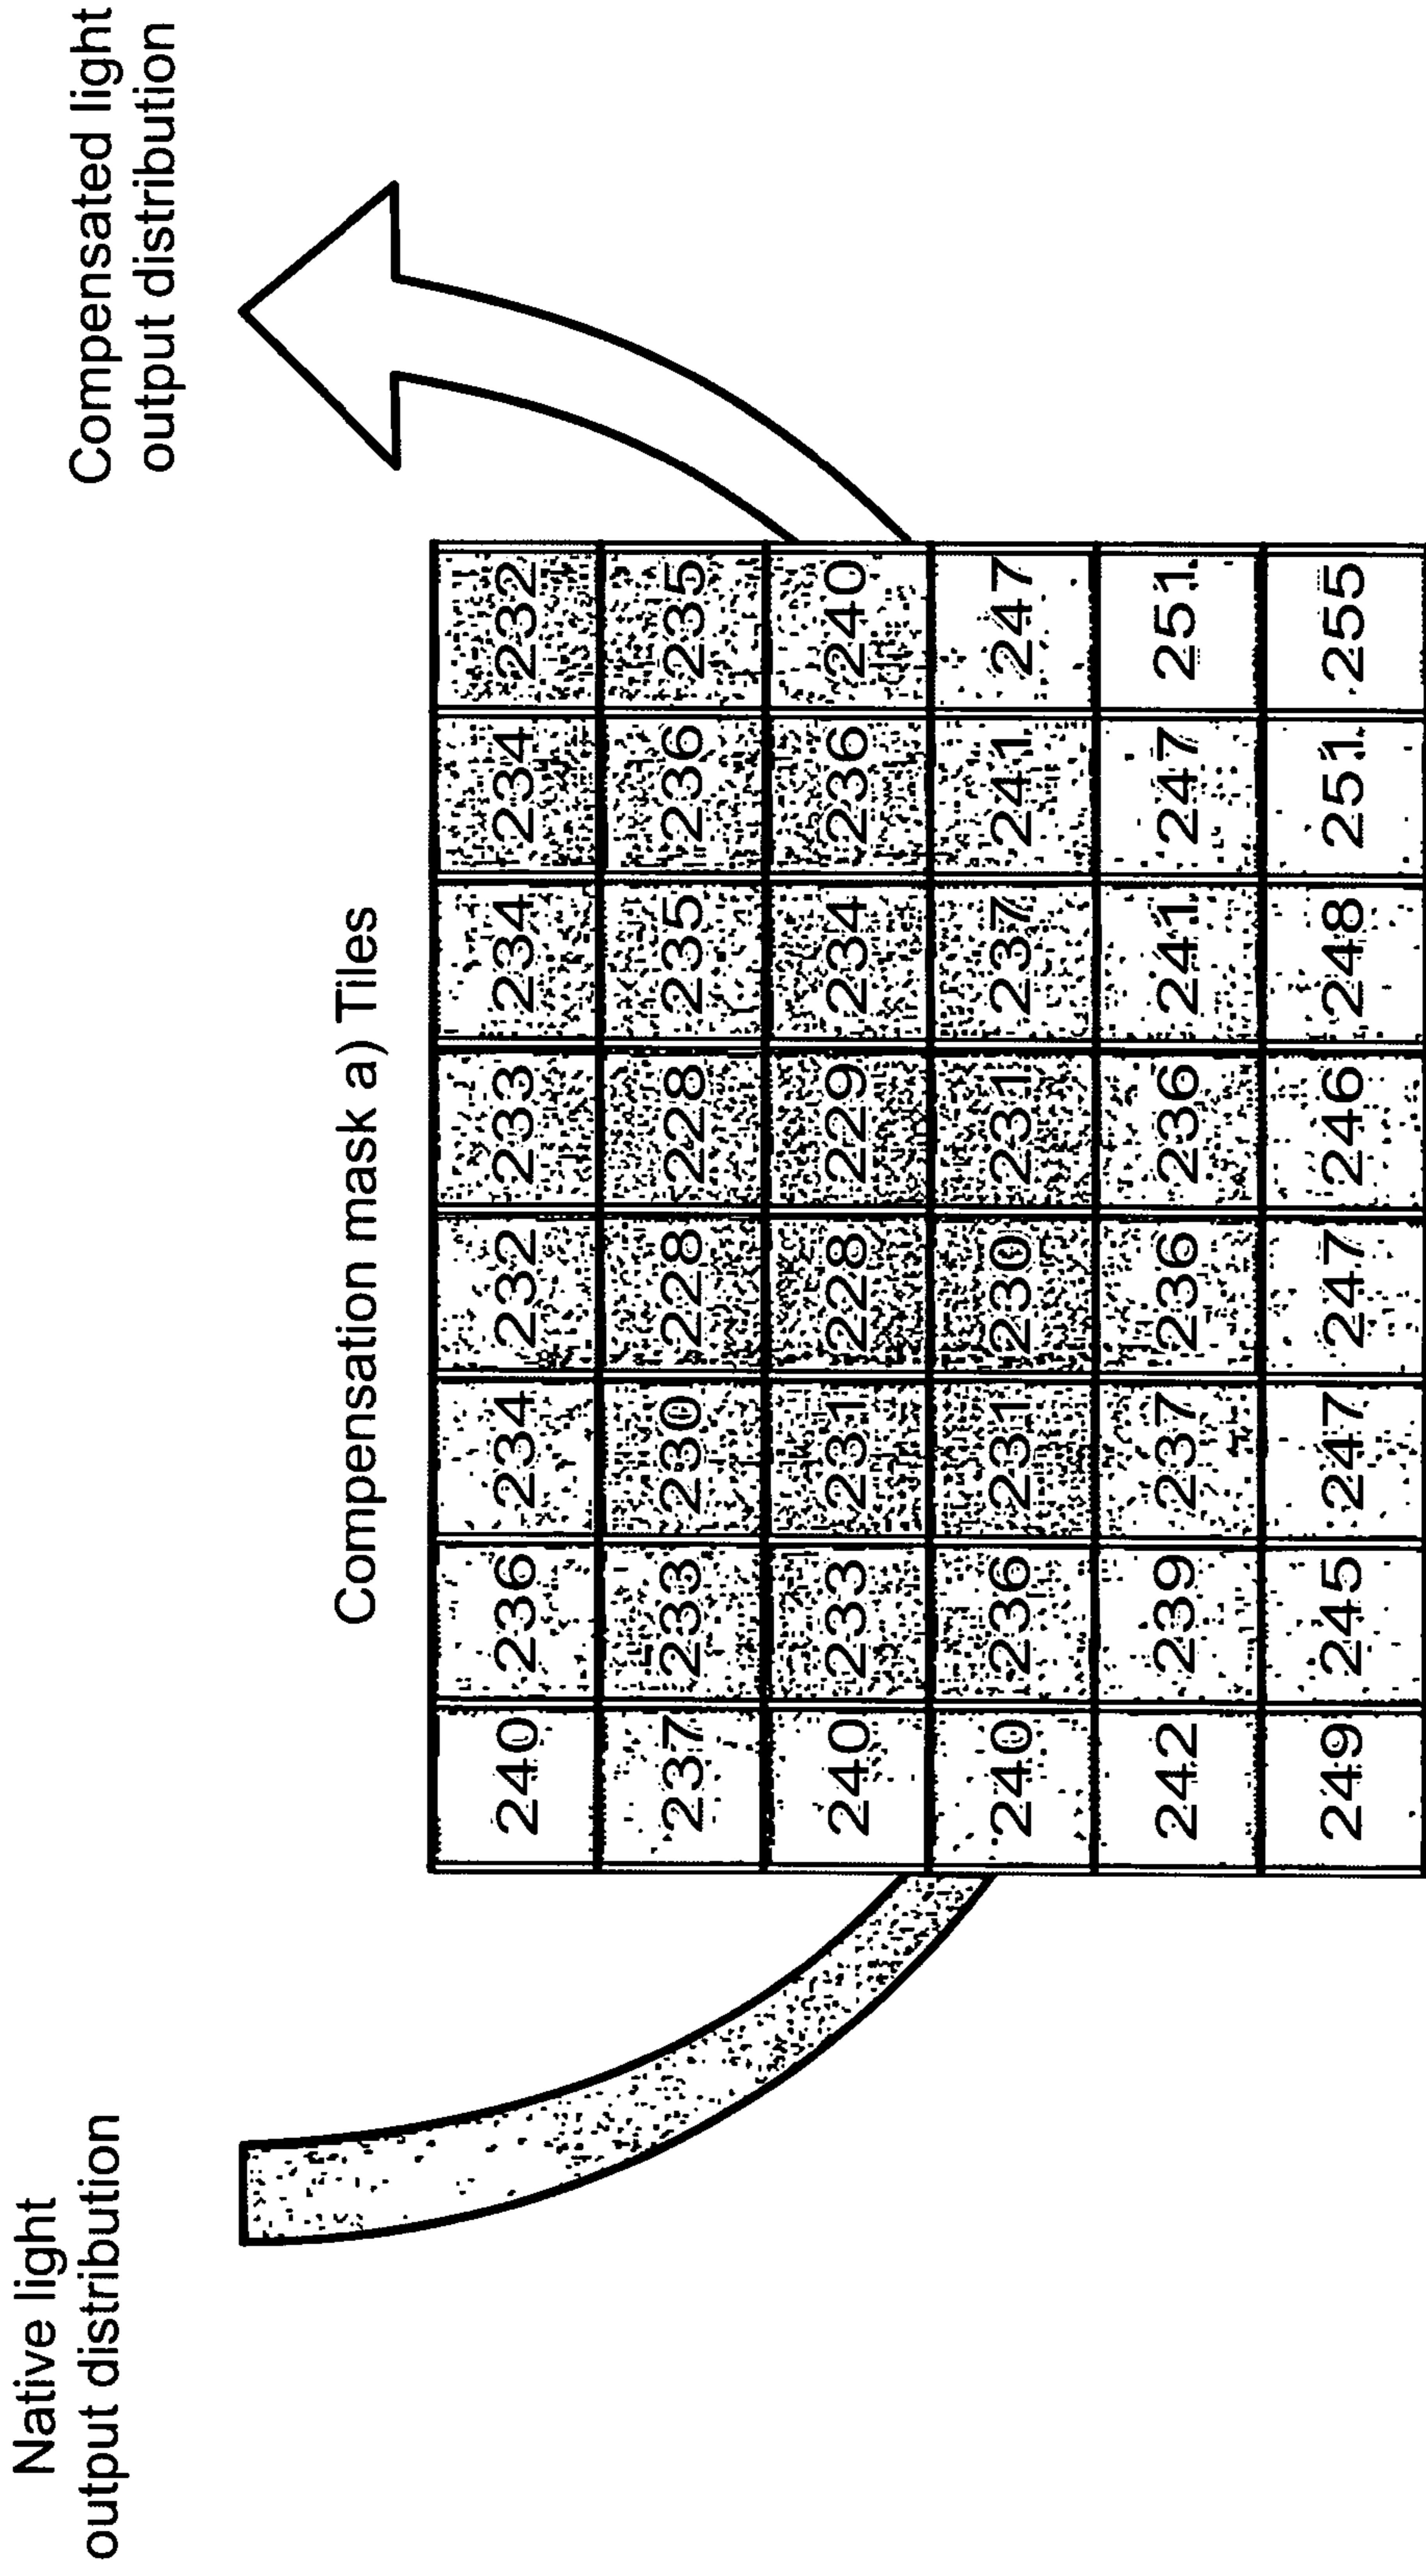 Native light
output distribution
Compensated light
output distribution
Compensation mask a) Tiles
240 236 234 232 233 234 234 232
237 233 230 228 228 235 236 235
240 233 231 228 229 234 236 240
240 236 231 230 231 237 241 247
242 239 237 236 236 241 247 251
249 245 247 247 246 248 251 255